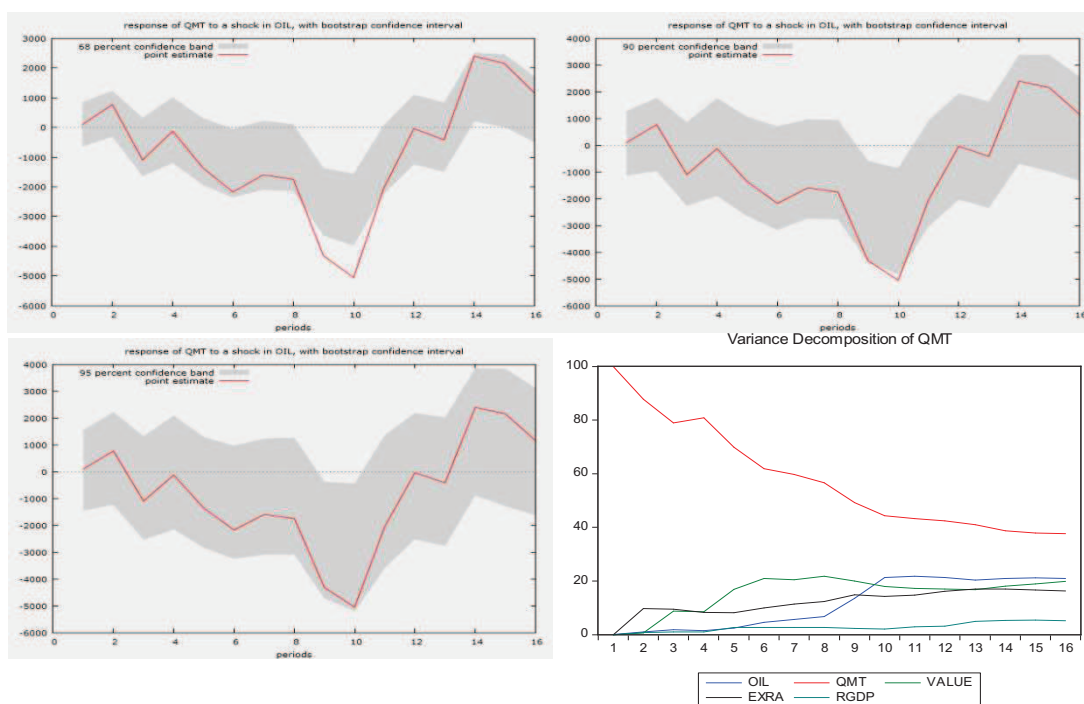 response of QMT to a shock in OIL, with bootstrap confidence interval
68 percent confidence band
point estimate
3000
2000
1000
0
-1000
-2000
-3000
-4000
-5000
-6000
0 2 4 6 8 10 12 14 16
periods
response of QMT to a shock in OIL, with bootstrap confidence interval
90 percent confidence band
point estimate
4000
3000
2000
1000
0
-1000
-2000
-3000
-4000
-5000
-6000
0 2 4 6 8 10 12 14 16
periods
response of QMT to a shock in OIL, with bootstrap confidence interval
95 percent confidence band
point estimate
4000
3000
2000
1000
0
-1000
-2000
-3000
-4000
-5000
-6000
0 2 4 6 8 10 12 14 16
periods
Variance Decomposition of QMT
100
80
60
40
20
0
1 2 3 4 5 6 7 8 9 10 11 12 13 14 15 16
OIL QMT VALUE
EXRA RGDP